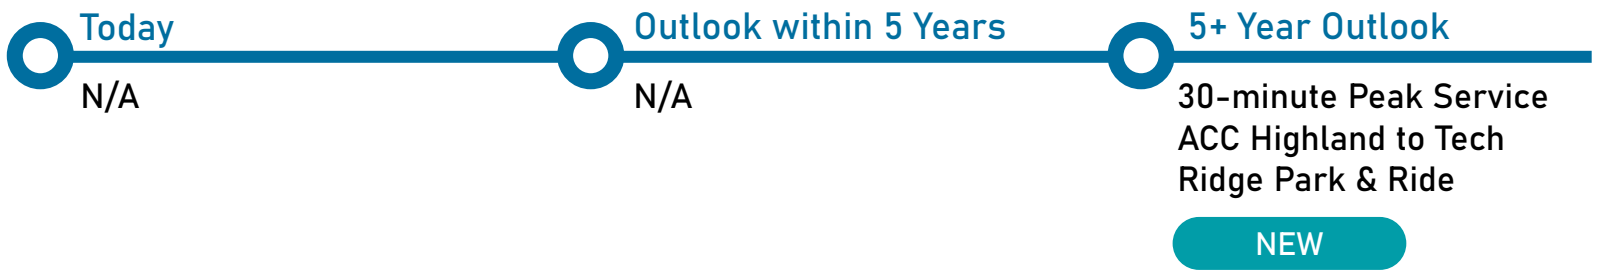 Today
N/A
Outlook within 5 Years
N/A
5+ Year Outlook
30-minute Peak Service
ACC Highland to Tech
Ridge Park & Ride
NEW